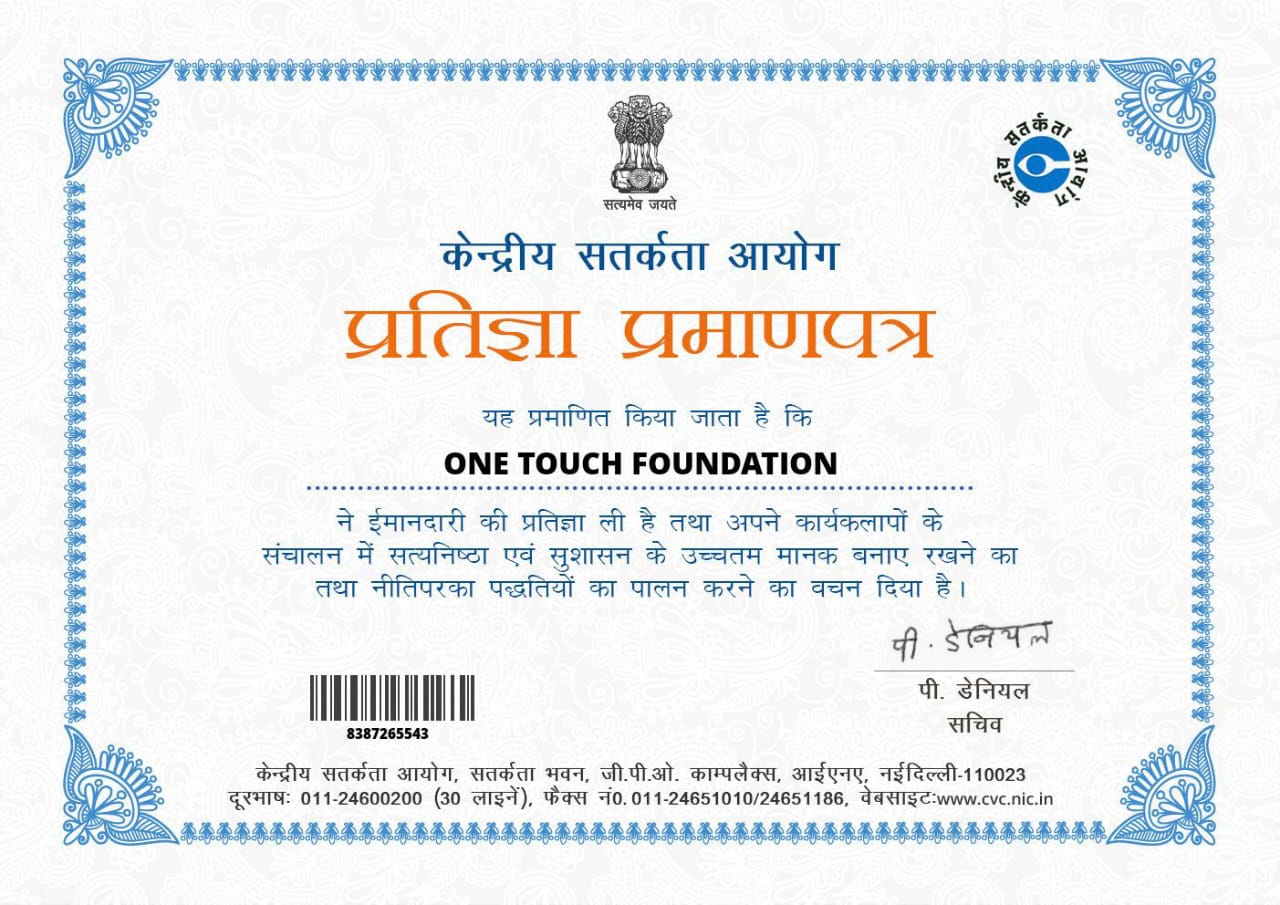 सत्यमेव जयते
केन्द्रीय सतर्कता आयोग
केन्द्रीय सतर्कता आयोग
प्रतिज्ञा प्रमाणपत्र
यह प्रमाणित किया जाता है कि
ONE TOUCH FOUNDATION
ने ईमानदारी की प्रतिज्ञा ली है तथा अपने कार्यकलापों के
संचालन में सत्यनिष्ठा एवं सुशासन के उच्चतम मानक बनाए रखने का
तथा नीतिपरका पद्धतियों का पालन करने का वचन दिया है।
पी. डेनियल
पी. डेनियल
सचिव
8387265543
केन्द्रीय सतर्कता आयोग, सतर्कता भवन, जी.पी.ओ. काम्पलैक्स, आईएनए, नईदिल्ली-110023
दूरभाषः 011-24600200 (30 लाइनें), फैक्स नं0. 011-24651010/24651186, वेबसाइटःwww.cvc.nic.in